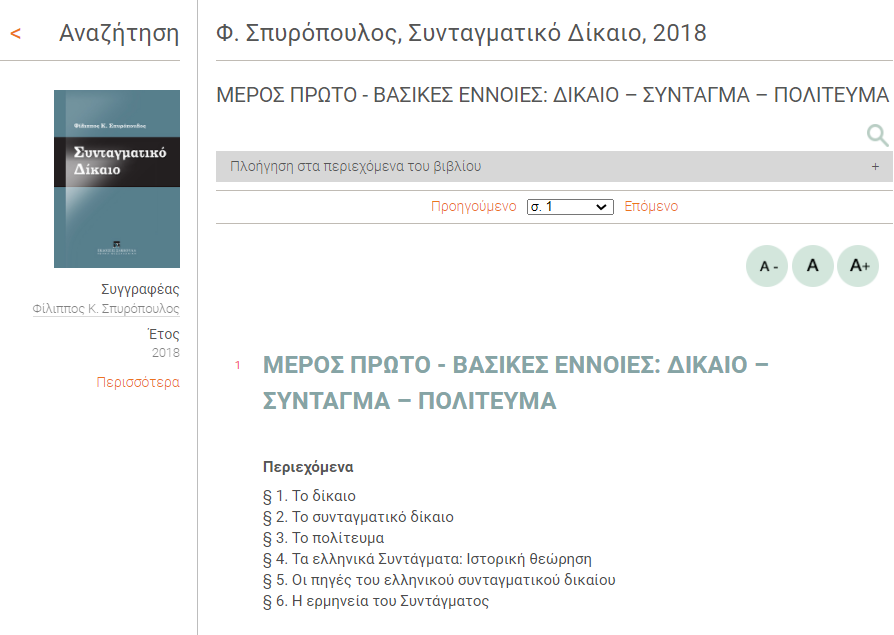 < Αναζήτηση
Φ. Σπυρόπουλος, Συνταγματικό Δίκαιο, 2018
ΜΕΡΟΣ ΠΡΩΤΟ - ΒΑΣΙΚΕΣ ΕΝΝΟΙΕΣ: ΔΙΚΑΙΟ – ΣΥΝΤΑΓΜΑ – ΠΟΛΙΤΕΥΜΑ
Φίλιππος Κ. Σπυρόπουλος
Συνταγματικό
Δίκαιο
Συγγραφέας
Φίλιππος Κ. Σπυρόπουλος
Έτος
2018
Περισσότερα
Πλοήγηση στα περιεχόμενα του βιβλίου +
Προηγούμενο σ. 1 Επόμενο
A - A A+
1 ΜΕΡΟΣ ΠΡΩΤΟ - ΒΑΣΙΚΕΣ ΕΝΝΟΙΕΣ: ΔΙΚΑΙΟ –
ΣΥΝΤΑΓΜΑ – ΠΟΛΙΤΕΥΜΑ
Περιεχόμενα
§ 1. Το δίκαιο
§ 2. Το συνταγματικό δίκαιο
§ 3. Το πολίτευμα
§ 4. Τα ελληνικά Συντάγματα: Ιστορική θεώρηση
§ 5. Οι πηγές του ελληνικού συνταγματικού δικαίου
§ 6. Η ερμηνεία του Συντάγματος